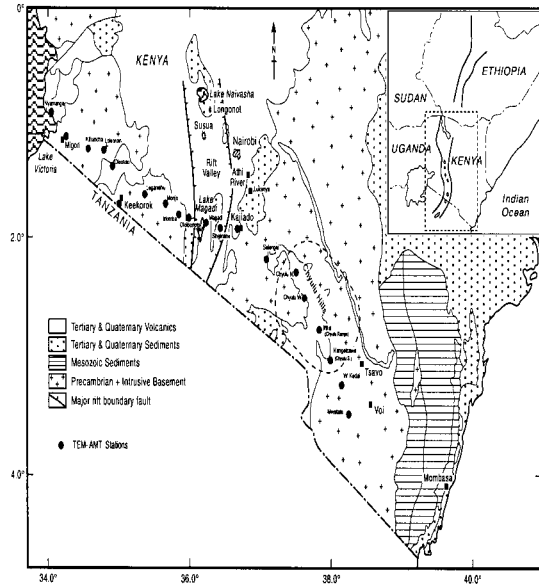 0°
KENYA
N
SUDAN
ETHIOPIA
UGANDA
KENYA
Indian
Ocean
Lake Naivasha
Longonot
Susua
Nairobi
Migori
Lake
Victoria
Rift
Valley
Athi
River
Keekorok
Lake
Magadi
Kajiado
TANZANIA
2.0°
Chyulu Hills
Tertiary & Quaternary Volcanics
Tertiary & Quaternary Sediments
Mesozoic Sediments
Precambrian + Intrusive Basement
Major rift boundary fault
TEM-AMT Stations
Tsavo
Voi
4.0°
Mombasa
34.0°
36.0°
38.0°
40.0°